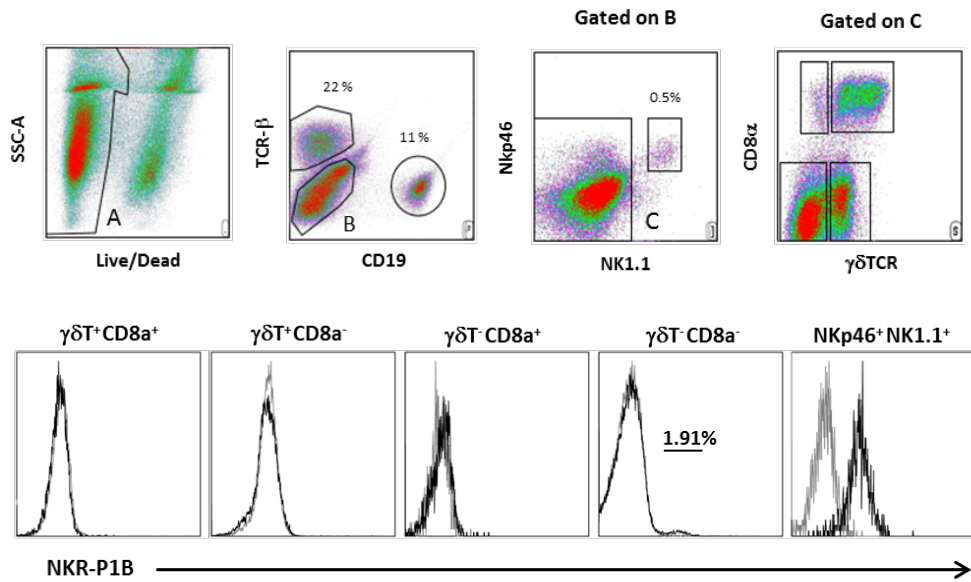 Gated on B
Gated on C
SSC-A
A
Live/Dead
TCR-β
22 %
11 %
B
CD19
Nkp46
0.5%
C
NK1.1
CD8α
γδTCR
γδT⁺CD8a⁺
γδT⁺CD8a⁻
γδT⁻CD8a⁺
γδT⁻CD8a⁻
NKp46⁺NK1.1⁺
1.91%
NKR-P1B